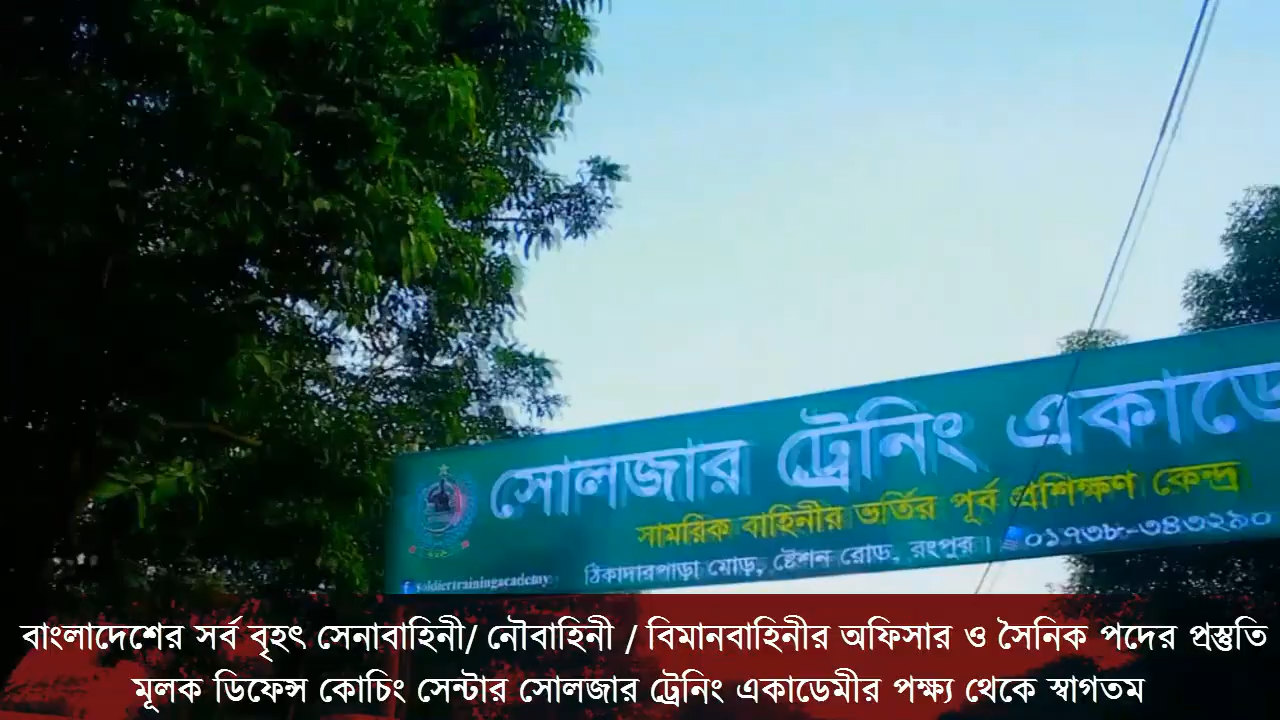 সোলজার ট্রেনিং একাডে
সামরিক বাহিনীর ভর্তির পূর্ব প্রশিক্ষণ কেন্দ্র
ঠিকাদারপাড়া মোড়, ষ্টেশন রোড, রংপুর। ০১৭৩৮-৩৪৩২৯০
soldiertrainingacademy
বাংলাদেশের সর্ব বৃহৎ সেনাবাহিনী/ নৌবাহিনী / বিমানবাহিনীর অফিসার ও সৈনিক পদের প্রস্তুতি
মূলক ডিফেন্স কোচিং সেন্টার সোলজার ট্রেনিং একাডেমীর পক্ষ্য থেকে স্বাগতম